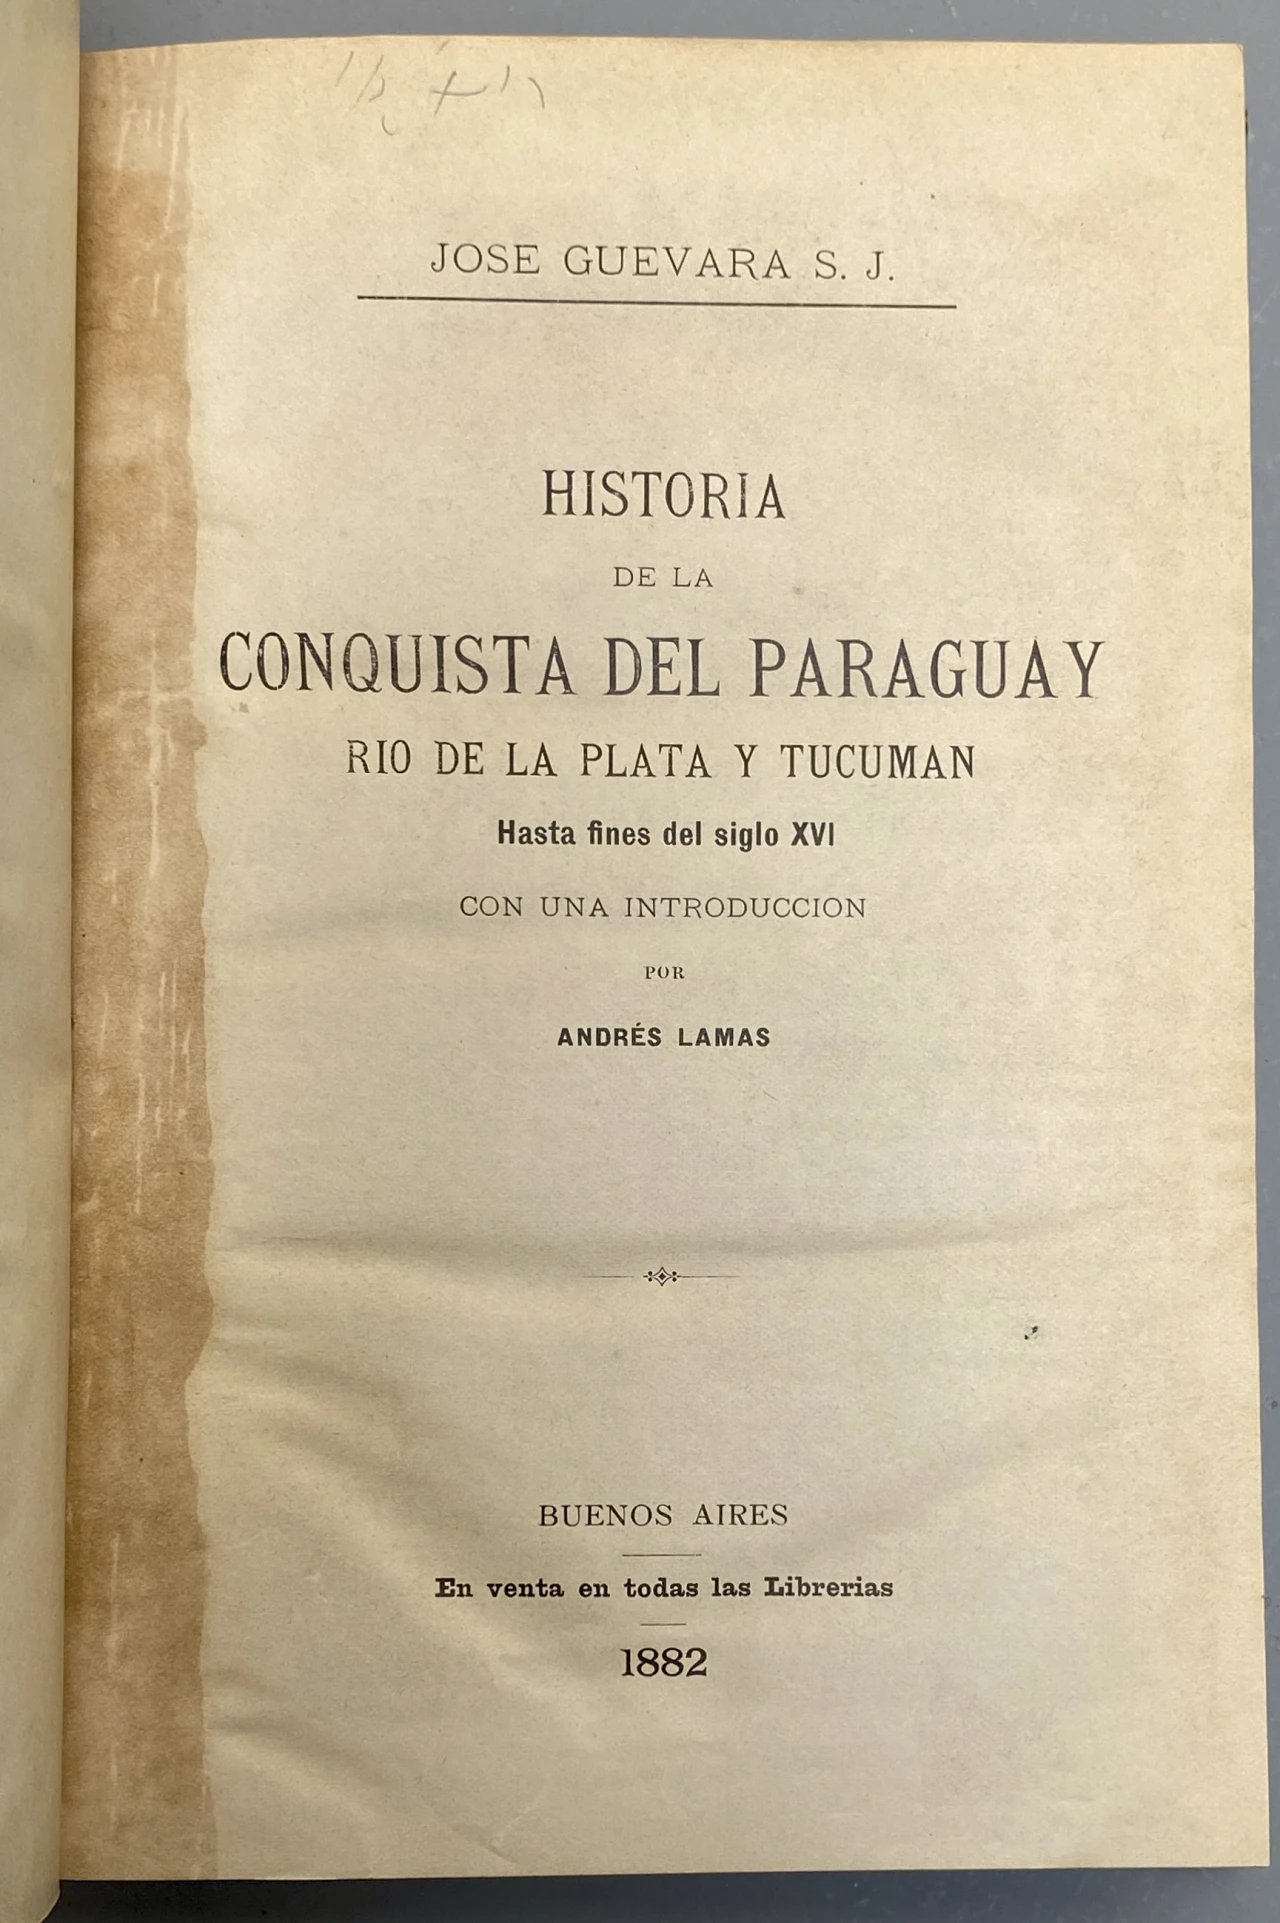 JOSE GUEVARA S. J.
HISTORIA
DE LA
CONQUISTA DEL PARAGUAY
RIO DE LA PLATA Y TUCUMAN
Hasta fines del siglo XVI
CON UNA INTRODUCCION
POR
ANDRÉS LAMAS
BUENOS AIRES
En venta en todas las Librerias
1882